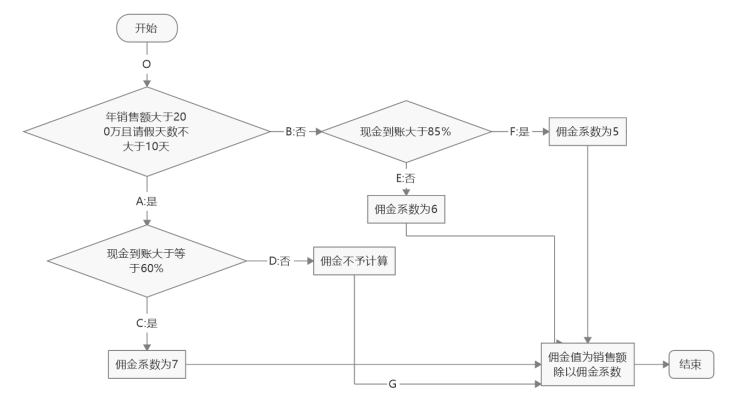 开始
O
年销售额大于20
0万且请假天数不
大于10天
B:否
现金到账大于85%
F:是
佣金系数为5
E:否
佣金系数为6
A:是
现金到账大于等
于60%
D:否
佣金不予计算
C:是
佣金系数为7
佣金值为销售额
除以佣金系数
结束
G